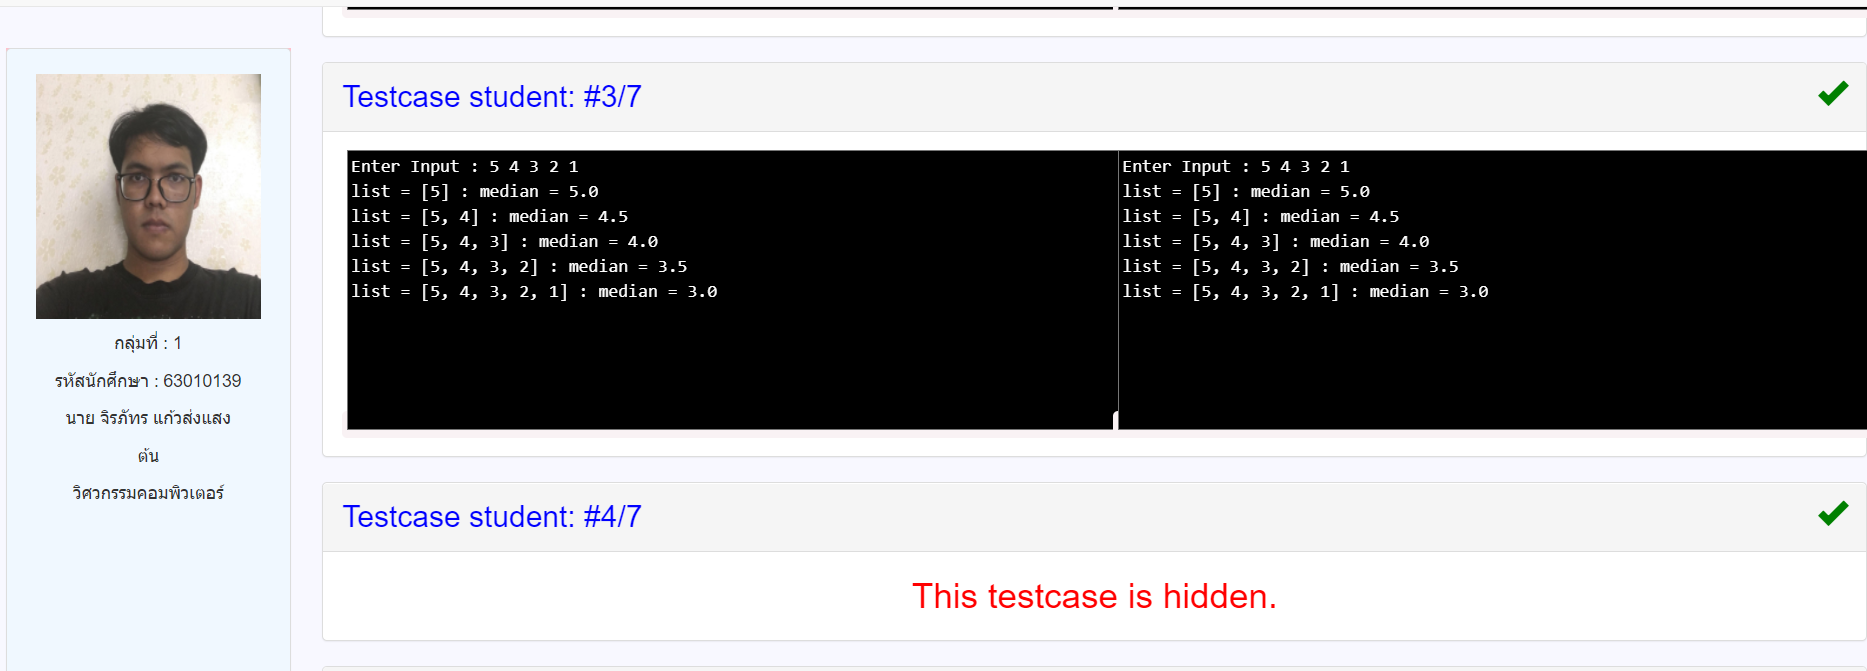 กลุ่มที่ : 1
รหัสนักศึกษา : 63010139
นาย จิรภัทร แก้วส่งแสง
ต้น
วิศวกรรมคอมพิวเตอร์
Testcase student: #3/7
Enter Input : 5 4 3 2 1
list = [5] : median = 5.0
list = [5, 4] : median = 4.5
list = [5, 4, 3] : median = 4.0
list = [5, 4, 3, 2] : median = 3.5
list = [5, 4, 3, 2, 1] : median = 3.0
Enter Input : 5 4 3 2 1
list = [5] : median = 5.0
list = [5, 4] : median = 4.5
list = [5, 4, 3] : median = 4.0
list = [5, 4, 3, 2] : median = 3.5
list = [5, 4, 3, 2, 1] : median = 3.0
Testcase student: #4/7
This testcase is hidden.